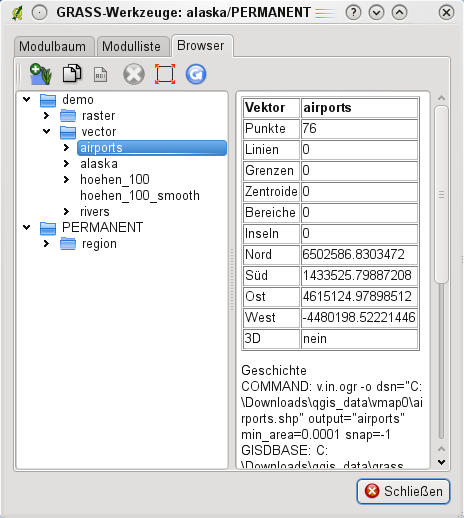 GRASS-Werkzeuge: alaska/PERMANENT
Modulbaum Modulliste Browser
demo
raster
vector
airports
alaska
hoehen_100
hoehen_100_smooth
rivers
PERMANENT
region
Vektor airports
Punkte 76
Linien 0
Grenzen 0
Zentroide 0
Bereiche 0
Inseln 0
Nord 6502586.8303472
Süd 1433525.79887208
Ost 4615124.97898512
West -4480198.52221446
3D nein
Geschichte
COMMAND: v.in.ogr -o dsn="C:
\Downloads\qgis_data\vmap0\ai
rports.shp" output="airports"
min_area=0.0001 snap=-1
GISDBASE: C:
\Downloads\qgis_data\grass
Schließen